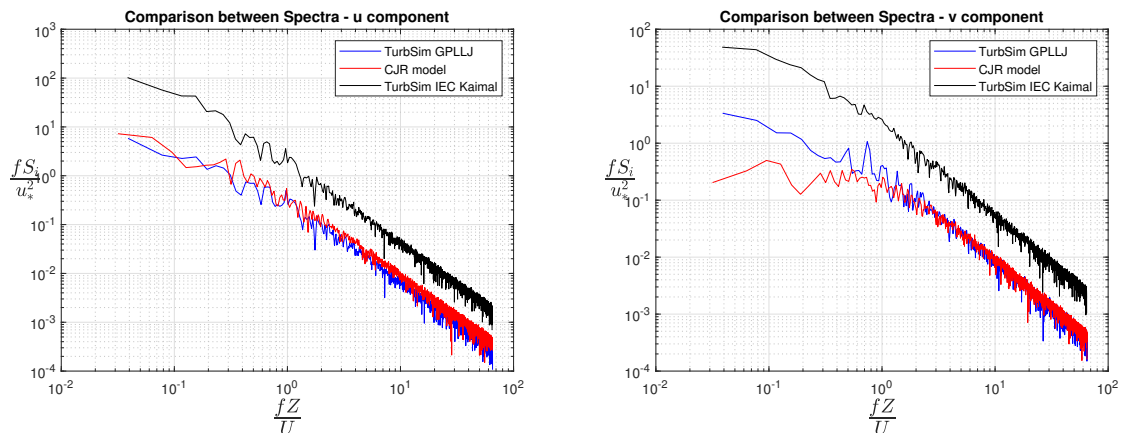 Comparison between Spectra - u component
10^3
10^2
10^1
10^0
10^-1
10^-2
10^-3
10^-4
fS_i
u_*^2
TurbSim GPLLJ
CJR model
TurbSim IEC Kaimal
10^-2
10^-1
10^0
10^1
10^2
fZ
U
Comparison between Spectra - v component
10^2
10^1
10^0
10^-1
10^-2
10^-3
10^-4
fS_i
u_*^2
TurbSim GPLLJ
CJR model
TurbSim IEC Kaimal
10^-2
10^-1
10^0
10^1
10^2
fZ
U